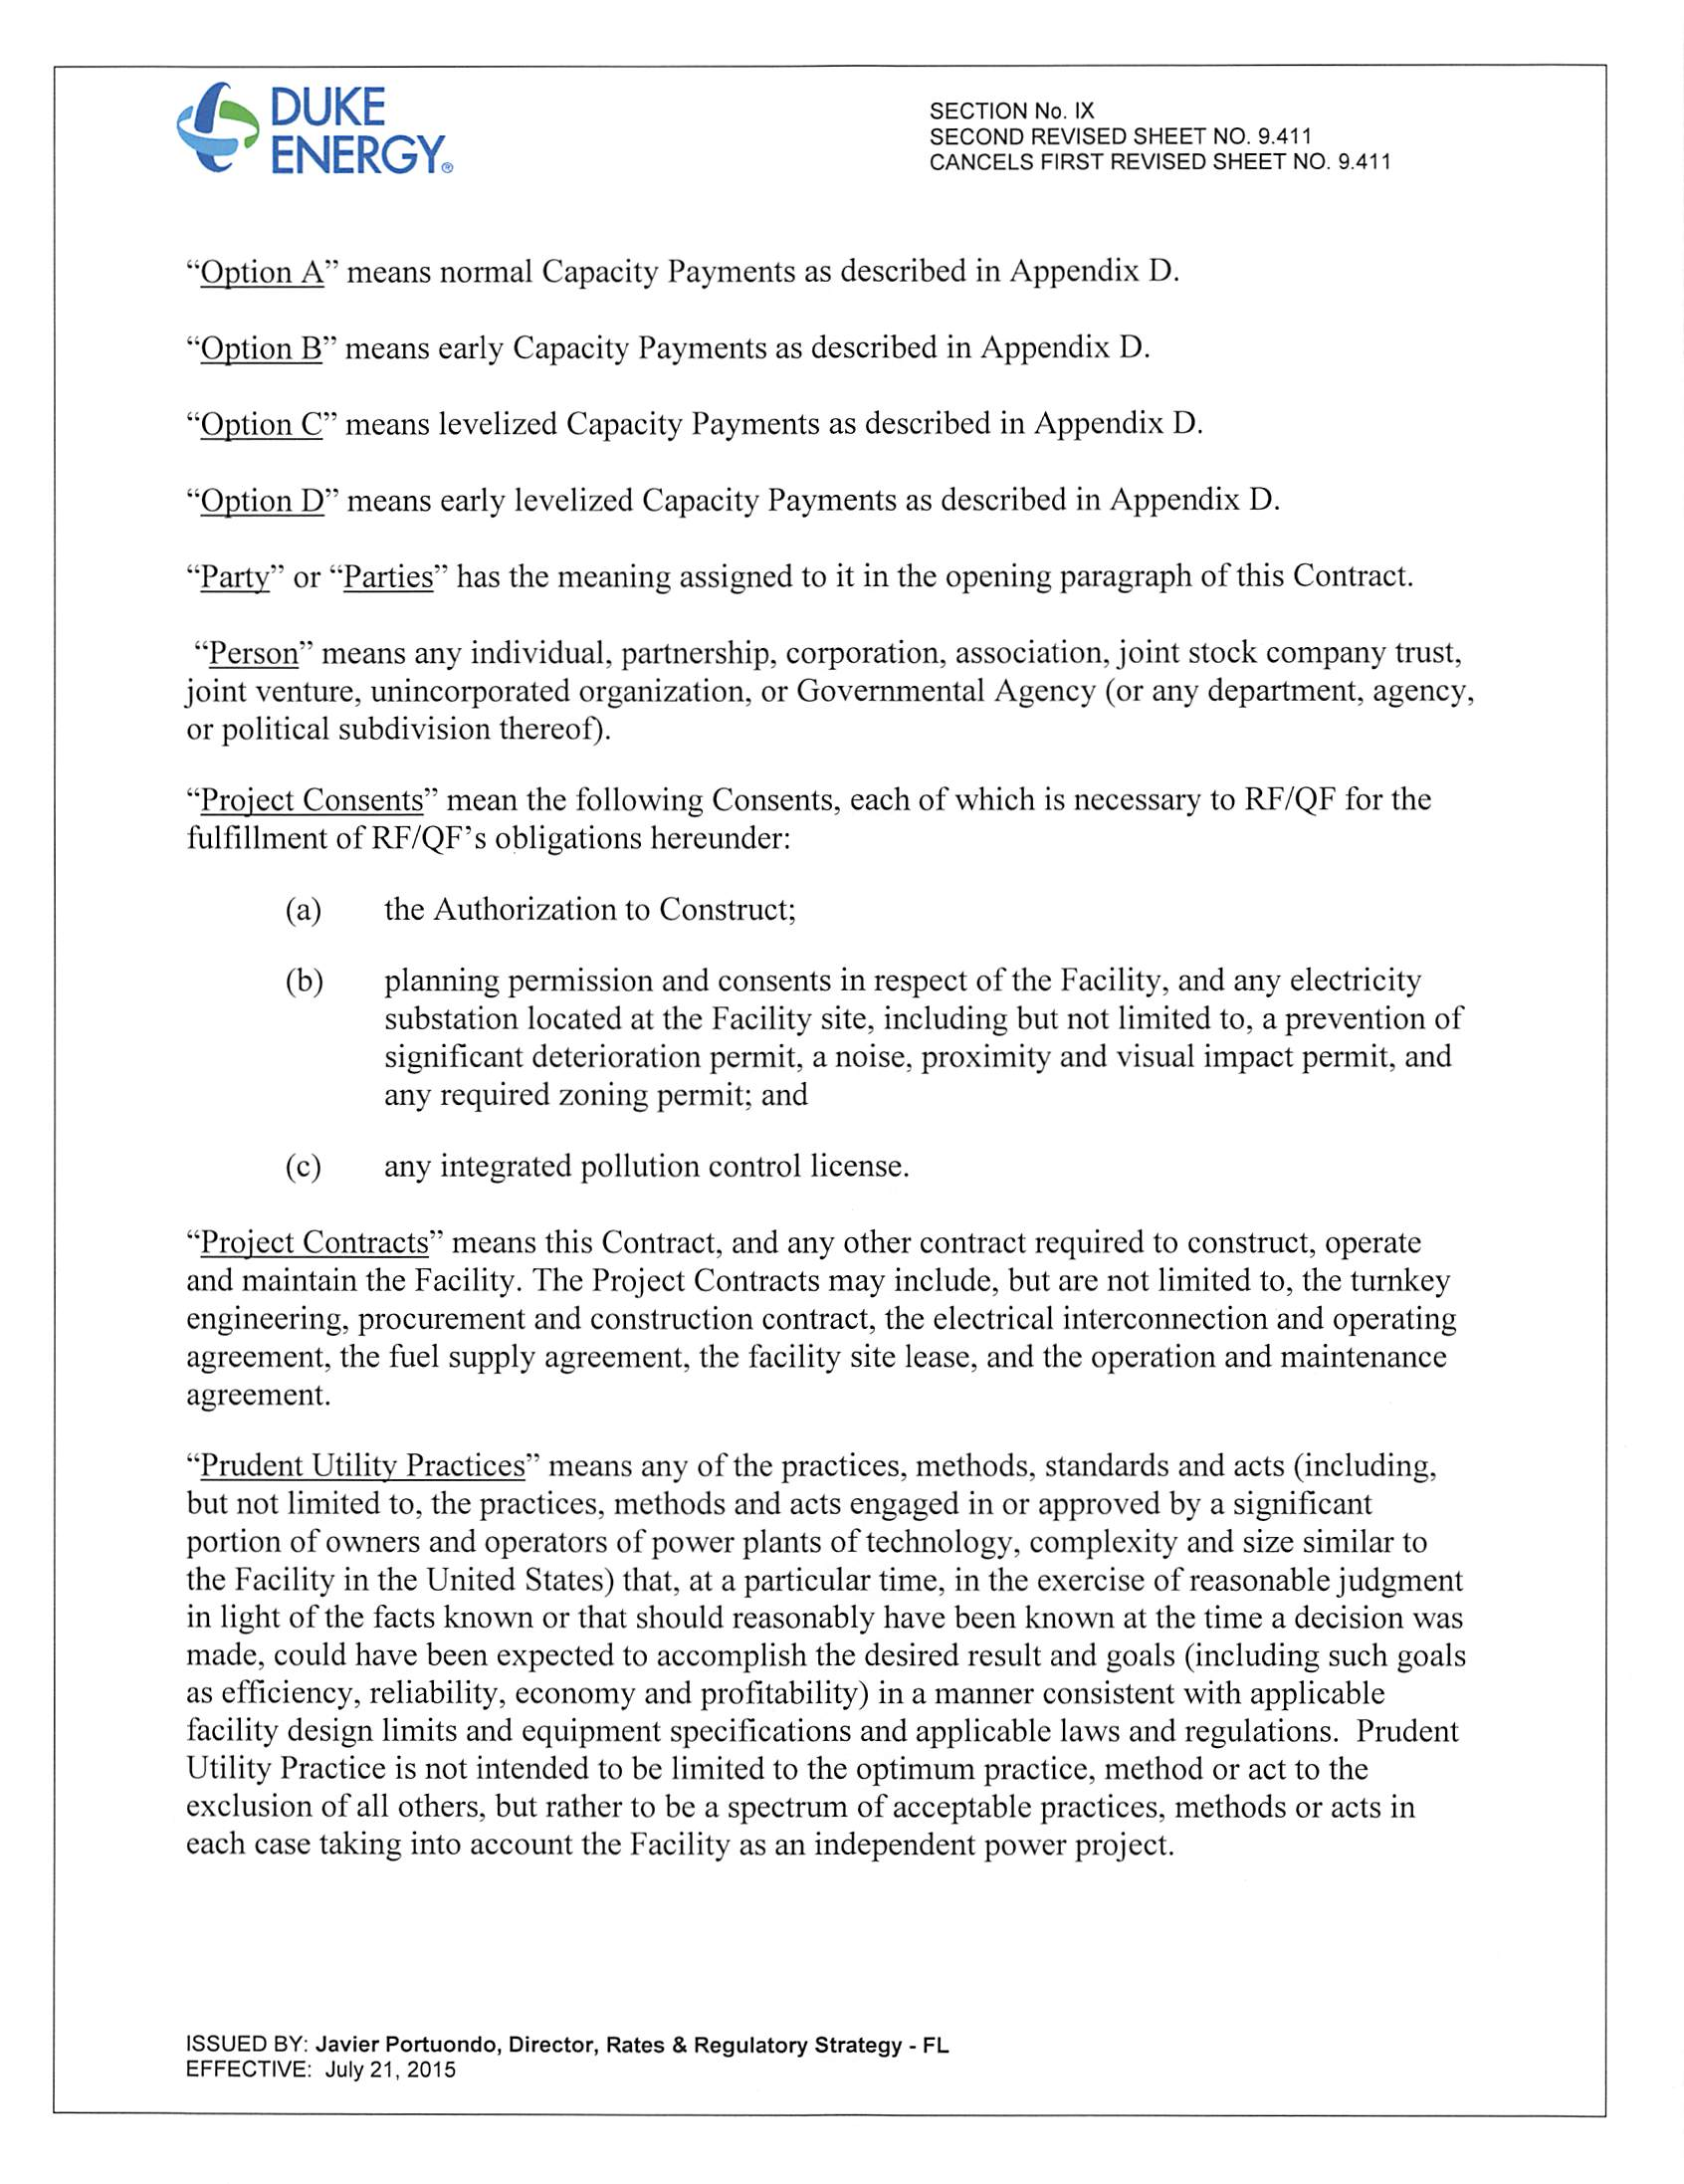 DUKE
ENERGY®
SECTION No. IX
SECOND REVISED SHEET NO. 9.411
CANCELS FIRST REVISED SHEET NO. 9.411
“Option A” means normal Capacity Payments as described in Appendix D.
“Option B” means early Capacity Payments as described in Appendix D.
“Option C” means levelized Capacity Payments as described in Appendix D.
“Option D” means early levelized Capacity Payments as described in Appendix D.
“Party” or “Parties” has the meaning assigned to it in the opening paragraph of this Contract.
“Person” means any individual, partnership, corporation, association, joint stock company trust,
joint venture, unincorporated organization, or Governmental Agency (or any department, agency,
or political subdivision thereof).
“Project Consents” mean the following Consents, each of which is necessary to RF/QF for the
fulfillment of RF/QF’s obligations hereunder:
(a) the Authorization to Construct;
(b) planning permission and consents in respect of the Facility, and any electricity
substation located at the Facility site, including but not limited to, a prevention of
significant deterioration permit, a noise, proximity and visual impact permit, and
any required zoning permit; and
(c) any integrated pollution control license.
“Project Contracts” means this Contract, and any other contract required to construct, operate
and maintain the Facility. The Project Contracts may include, but are not limited to, the turnkey
engineering, procurement and construction contract, the electrical interconnection and operating
agreement, the fuel supply agreement, the facility site lease, and the operation and maintenance
agreement.
“Prudent Utility Practices” means any of the practices, methods, standards and acts (including,
but not limited to, the practices, methods and acts engaged in or approved by a significant
portion of owners and operators of power plants of technology, complexity and size similar to
the Facility in the United States) that, at a particular time, in the exercise of reasonable judgment
in light of the facts known or that should reasonably have been known at the time a decision was
made, could have been expected to accomplish the desired result and goals (including such goals
as efficiency, reliability, economy and profitability) in a manner consistent with applicable
facility design limits and equipment specifications and applicable laws and regulations. Prudent
Utility Practice is not intended to be limited to the optimum practice, method or act to the
exclusion of all others, but rather to be a spectrum of acceptable practices, methods or acts in
each case taking into account the Facility as an independent power project.
ISSUED BY: Javier Portuondo, Director, Rates & Regulatory Strategy - FL
EFFECTIVE: July 21, 2015